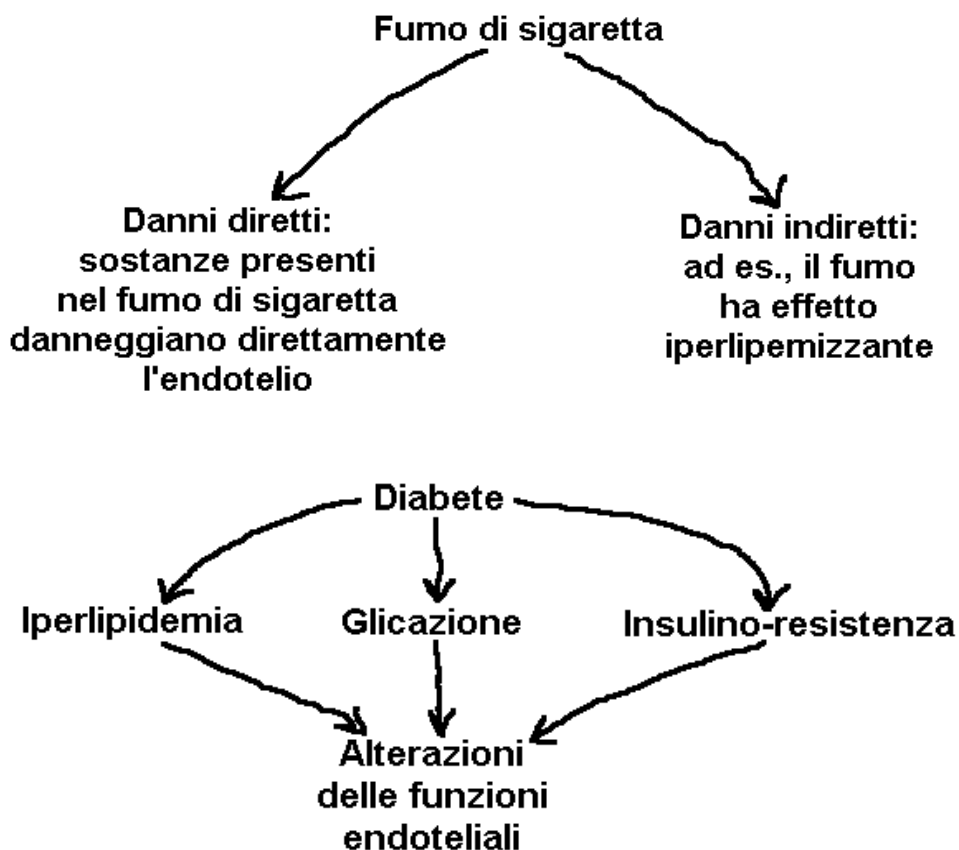 Fumo di sigaretta
Danni diretti:
sostanze presenti
nel fumo di sigaretta
danneggiano direttamente
l'endotelio
Danni indiretti:
ad es., il fumo
ha effetto
iperlipemizzante
Diabete
Iperlipidemia
Glicazione
Insulino-resistenza
Alterazioni
delle funzioni
endoteliali